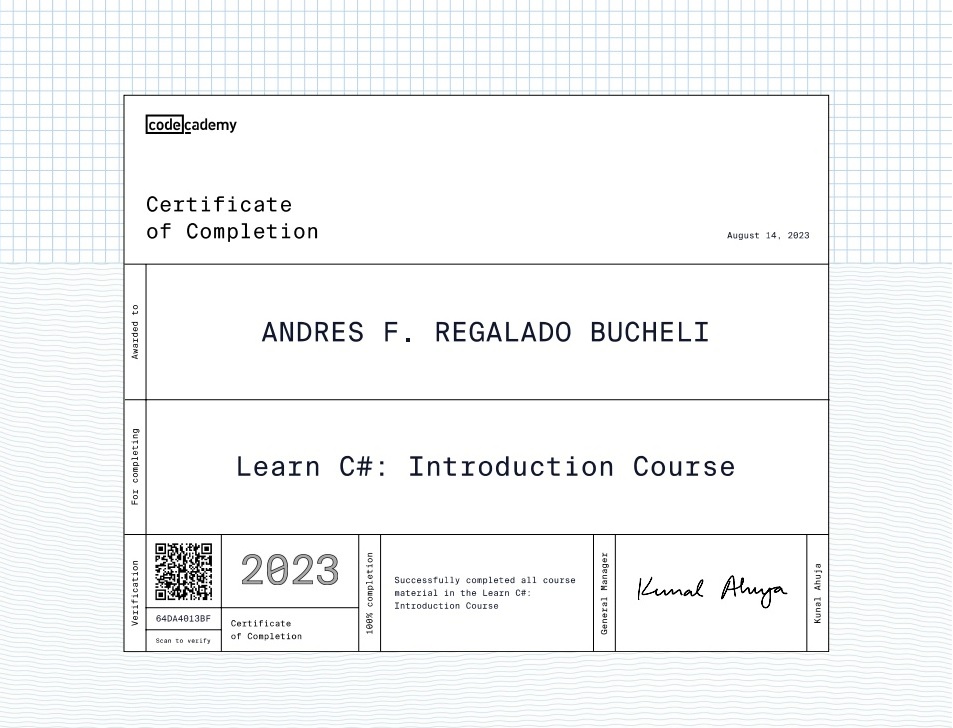 codecademy
Certificate
of Completion
August 14, 2023
Awarded to
ANDRES F. REGALADO BUCHELI
For completing
Learn C#: Introduction Course
Verification
64DA4013BF
Scan to verify
2023
Certificate
of Completion
100% completion
Successfully completed all course
material in the Learn C#:
Introduction Course
General Manager
Kunal Ahuja
Kunal Ahuja